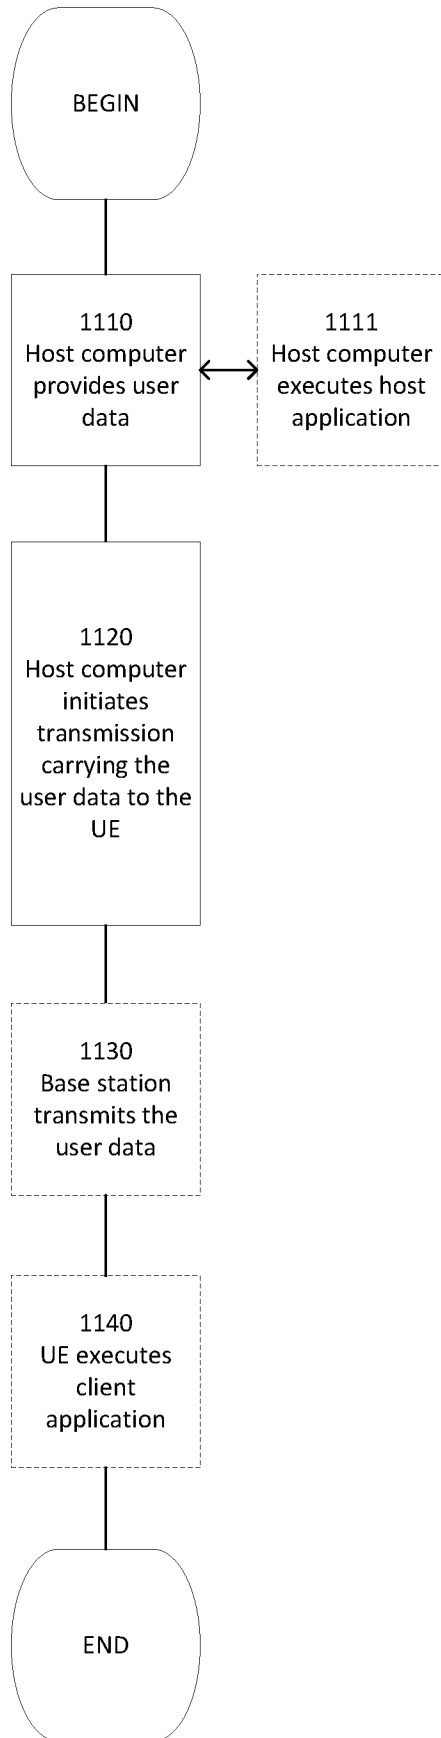 BEGIN
1110
Host computer
provides user
data
1111
Host computer
executes host
application
1120
Host computer
initiates
transmission
carrying the
user data to the
UE
1130
Base station
transmits the
user data
1140
UE executes
client
application
END